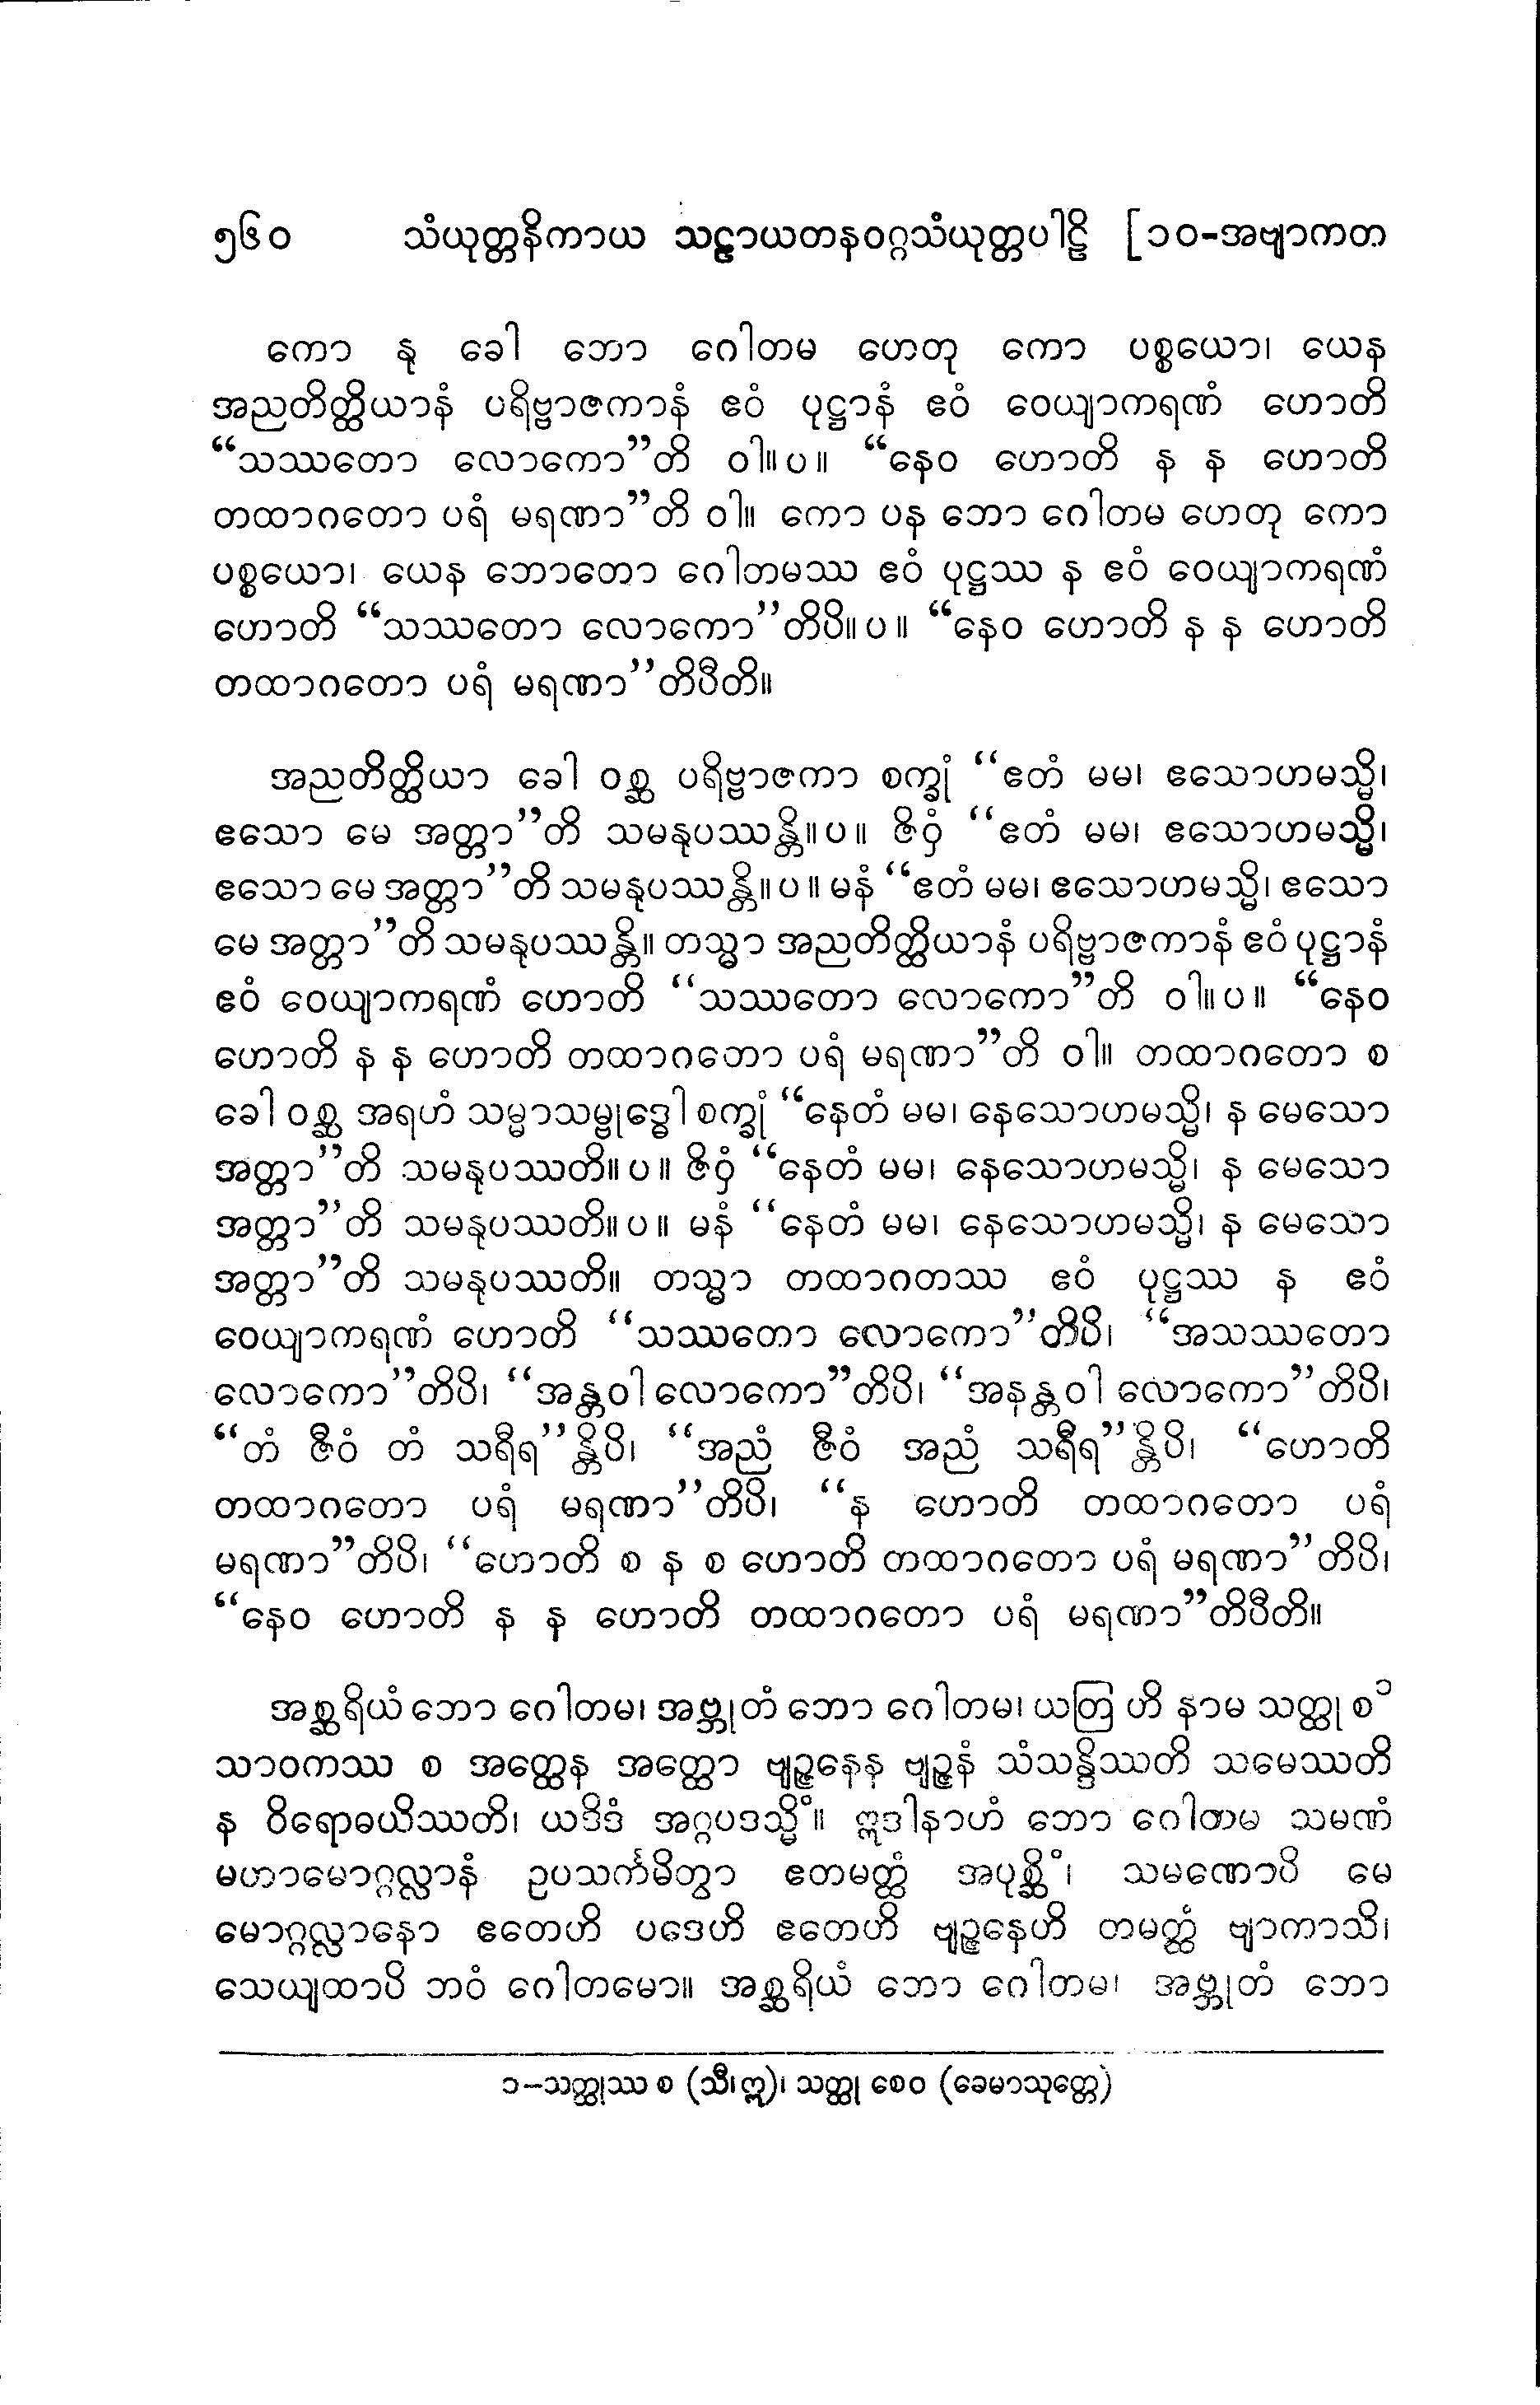 ၅၆၀ သံယုတ္တနိကာယ သဠာယတနဝဂ္ဂသံယုတ္တပါဠိ [၁၀-အဗျာကတ
ကော နု ခေါ ဘော ဂေါတမ ဟေတု ကော ပစ္စယော၊ ယေန
အညတိတ္ထိယာနံ ပရိဗ္ဗာဇကာနံ ဧဝံ ပုဋ္ဌာနံ ဧဝံ ဝေယျာကရဏံ ဟောတိ
“သဿတော လောကော”တိ ဝါ။ပ။ “နေဝ ဟောတိ န န ဟောတိ
တထာဂတော ပရံ မရဏာ”တိ ဝါ။ ကော ပန ဘော ဂေါတမ ဟေတု ကော
ပစ္စယော၊ ယေန ဘောတော ဂေါတမဿ ဧဝံ ပုဋ္ဌဿ န ဧဝံ ဝေယျာကရဏံ
ဟောတိ “သဿတော လောကော”တိပိ။ပ။ “နေဝ ဟောတိ န န ဟောတိ
တထာဂတော ပရံ မရဏာ”တိပီတိ။
အညတိတ္ထိယာ ခေါ ဝစ္ဆ ပရိဗ္ဗာဇကာ စက္ခုံ “ဧတံ မမ၊ ဧသောဟမသ္မိ၊
ဧသော မေ အတ္တာ”တိ သမနုပဿန္တိ။ပ။ ဇိဝှံ “ဧတံ မမ၊ ဧသောဟမသ္မိ၊
ဧသော မေ အတ္တာ”တိ သမနုပဿန္တိ။ပ။ မနံ “ဧတံ မမ၊ ဧသောဟမသ္မိ၊ ဧသော
မေ အတ္တာ”တိ သမနုပဿန္တိ။ တသ္မာ အညတိတ္ထိယာနံ ပရိဗ္ဗာဇကာနံ ဧဝံ ပုဋ္ဌာနံ
ဧဝံ ဝေယျာကရဏံ ဟောတိ “သဿတော လောကော”တိ ဝါ။ပ။ “နေဝ
ဟောတိ န န ဟောတိ တထာဂတော ပရံ မရဏာ”တိ ဝါ။ တထာဂတော စ
ခေါ ဝစ္ဆ အရဟံ သမ္မာသမ္ဗုဒ္ဓေါ စက္ခုံ “နေတံ မမ၊ နေသောဟမသ္မိ၊ န မေသော
အတ္တာ”တိ သမနုပဿတိ။ပ။ ဇိဝှံ “နေတံ မမ၊ နေသောဟမသ္မိ၊ န မေသော
အတ္တာ”တိ သမနုပဿတိ။ပ။ မနံ “နေတံ မမ၊ နေသောဟမသ္မိ၊ န မေသော
အတ္တာ”တိ သမနုပဿတိ။ တသ္မာ တထာဂတဿ ဧဝံ ပုဋ္ဌဿ န ဧဝံ
ဝေယျာကရဏံ ဟောတိ “သဿတော လောကော”တိပိ၊ “အသဿတော
လောကော”တိပိ၊ “အန္တဝါ လောကော”တိပိ၊ “အနန္တဝါ လောကော”တိပိ၊
“တံ ဇီဝံ တံ သရီရ”န္တိပိ၊ “အညံ ဇီဝံ အညံ သရီရ”န္တိပိ၊ “ဟောတိ
တထာဂတော ပရံ မရဏာ”တိပိ၊ “န ဟောတိ တထာဂတော ပရံ
မရဏာ”တိပိ၊ “ဟောတိ စ န စ ဟောတိ တထာဂတော ပရံ မရဏာ”တိပိ၊
“နေဝ ဟောတိ န န ဟောတိ တထာဂတော ပရံ မရဏာ”တိပီတိ။
အစ္ဆရိယံ ဘော ဂေါတမ၊ အဗ္ဘုတံ ဘော ဂေါတမ၊ ယတြ ဟိ နာမ သတ္ထု စ ၁
သာဝကဿ စ အတ္ထေန အတ္ထော ဗျဉ္ဇနေန ဗျဉ္ဇနံ သံသန္ဒိဿတိ သမေဿတိ
န ဝိရောဓယိဿတိ၊ ယဒိဒံ အဂ္ဂပဒသ္မိံ။ ဣဒါနာဟံ ဘော ဂေါတမ သမဏံ
မဟာမောဂ္ဂလ္လာနံ ဥပသင်္ကမိတွာ ဧတမတ္ထံ အပုစ္ဆိံ၊ သမဏောပိ မေ
မောဂ္ဂလ္လာနော ဧတေဟိ ပဒေဟိ ဧတေဟိ ဗျဉ္ဇနေဟိ တမတ္ထံ ဗျာကာသိ၊
သေယျထာပိ ဘဝံ ဂေါတမော။ အစ္ဆရိယံ ဘော ဂေါတမ၊ အဗ္ဘုတံ ဘော
၁-သတ္ထုဿ စ (သီ၊ဣ)၊ သတ္ထု စေဝ (ခေမာသုတ္တေ)